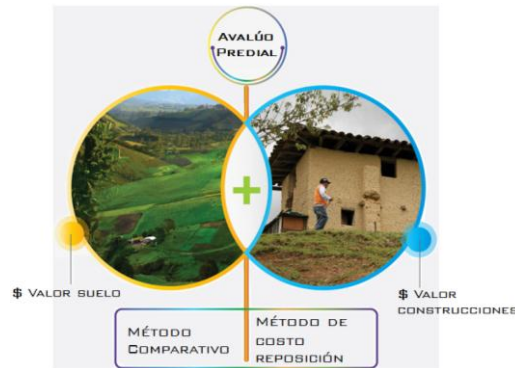 AVALÚO
PREDIAL
+
$ VALOR SUELO
$ VALOR
CONSTRUCCIONES
MÉTODO
COMPARATIVO
MÉTODO DE
COSTO
REPOSICIÓN